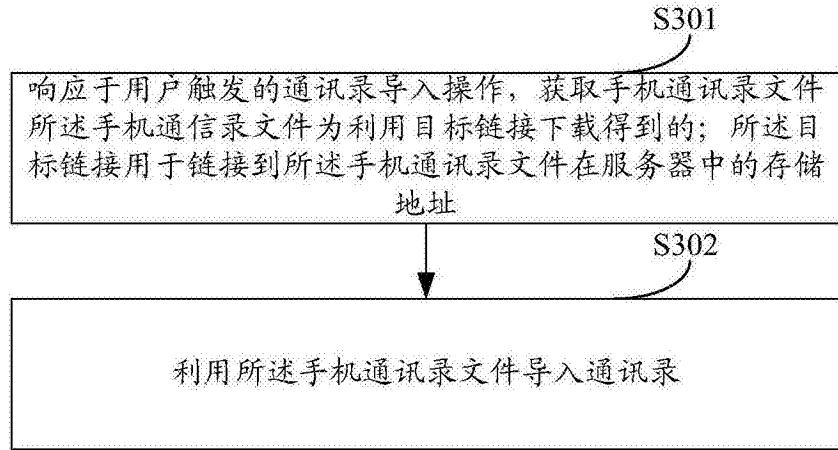 S301
响应于用户触发的通讯录导入操作，获取手机通讯录文件
所述手机通信录文件为利用目标链接下载得到的；所述目
标链接用于链接到所述手机通讯录文件在服务器中的存储
地址
S302
利用所述手机通讯录文件导入通讯录